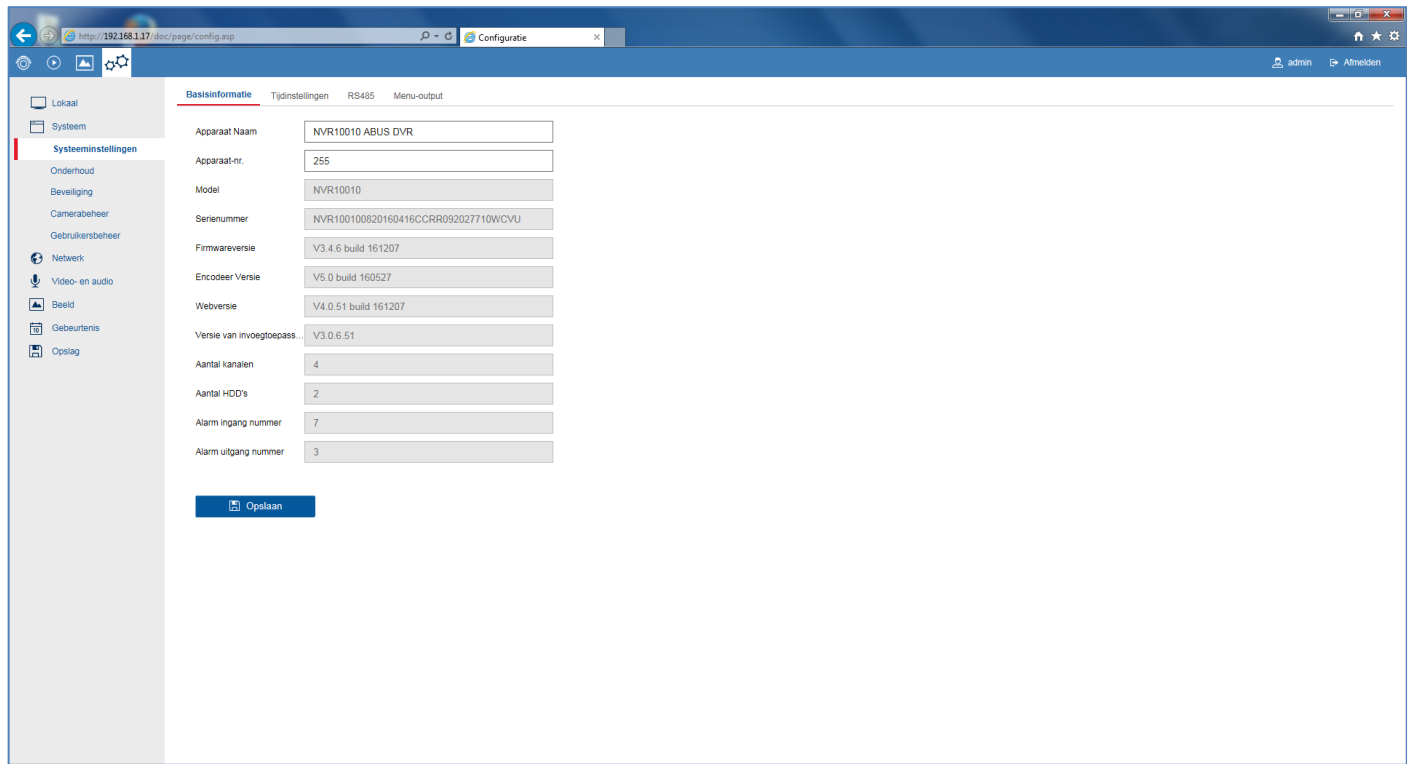 http://192.168.1.17/doc/page/config.asp
Configuratie
admin
Afmelden
Lokaal
Systeem
Systeeminstellingen
Onderhoud
Beveiliging
Camerabeheer
Gebruikersbeheer
Netwerk
Video- en audio
Beeld
10
Gebeurtenis
Opslag
Basisinformatie Tijdinstellingen RS485 Menu-output
Apparaat Naam NVR10010 ABUS DVR
Apparaat-nr. 255
Model NVR10010
Serienummer NVR100100820160416CCRR092027710WCVU
Firmwareversie V3.4.6 build 161207
Encodeer Versie V5.0 build 160527
Webversie V4.0.51 build 161207
Versie van invoegtoepass... V3.0.6.51
Aantal kanalen 4
Aantal HDD's 2
Alarm ingang nummer 7
Alarm uitgang nummer 3
Opslaan